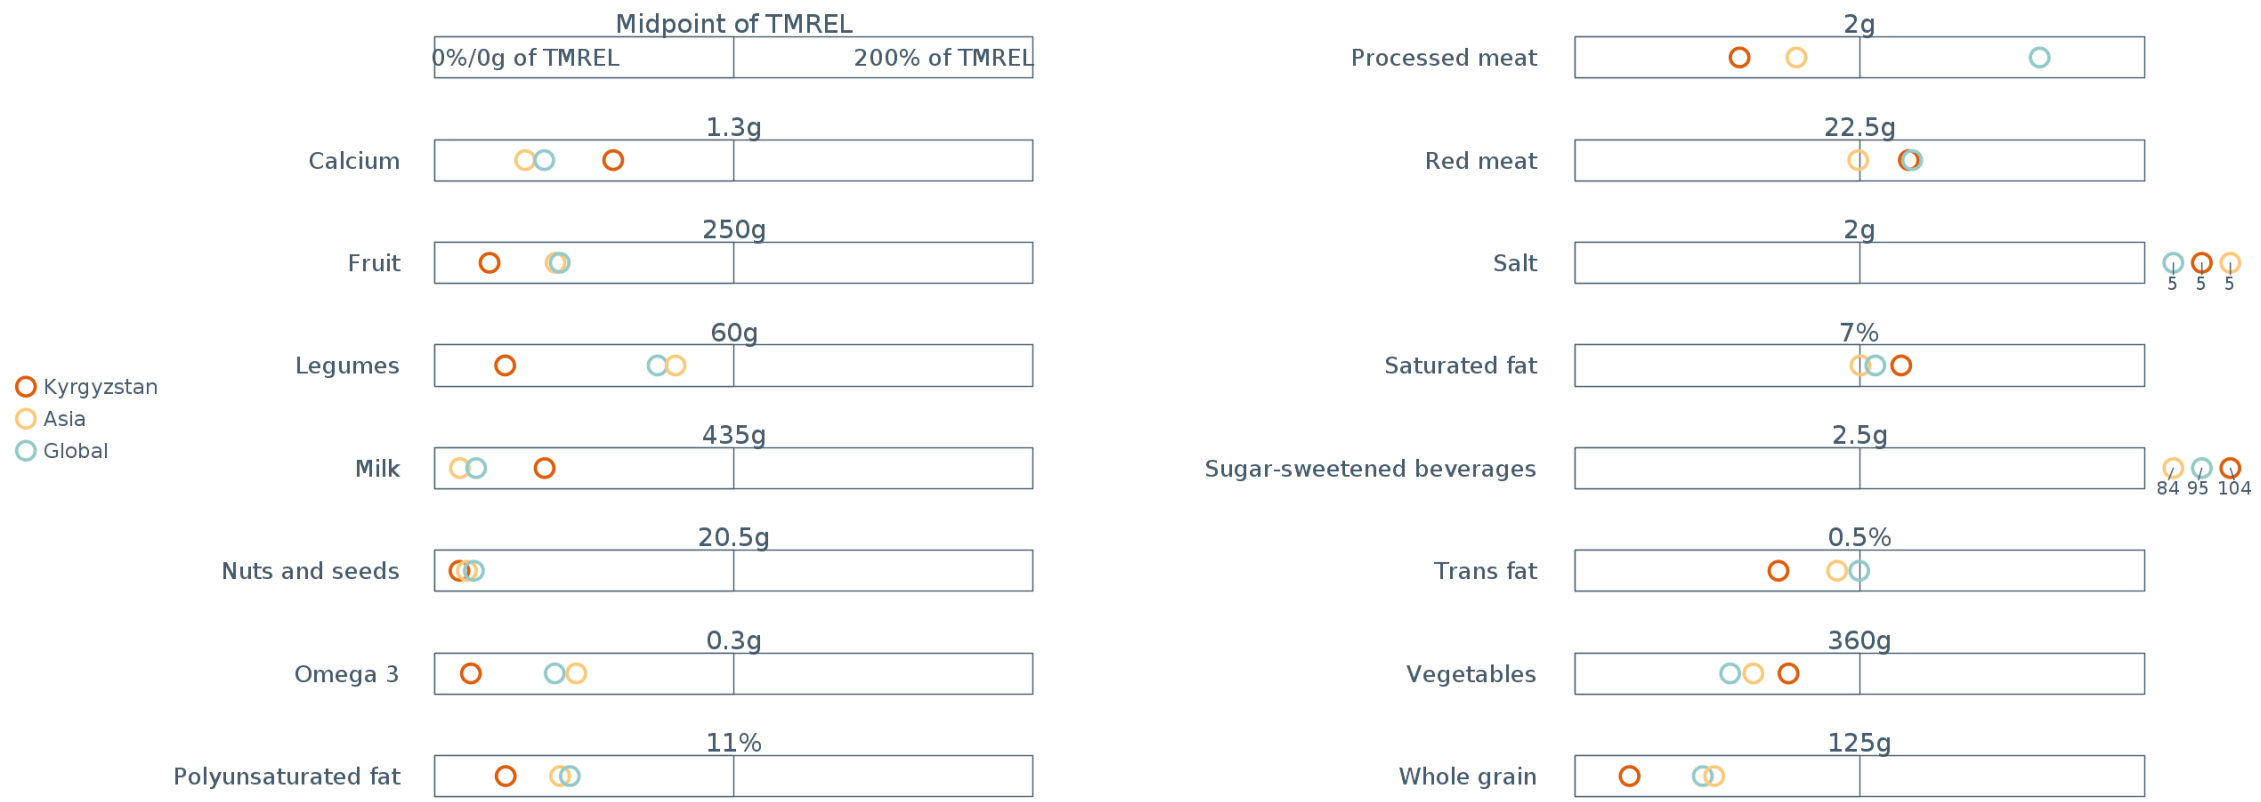 Midpoint of TMREL
0%/0g of TMREL
200% of TMREL
Calcium
1.3g
Fruit
250g
Legumes
60g
Milk
435g
Nuts and seeds
20.5g
Omega 3
0.3g
Polyunsaturated fat
11%
Kyrgyzstan
Asia
Global
Processed meat
2g
Red meat
22.5g
Salt
2g
5 5 5
Saturated fat
7%
Sugar-sweetened beverages
2.5g
84 95 104
Trans fat
0.5%
Vegetables
360g
Whole grain
125g